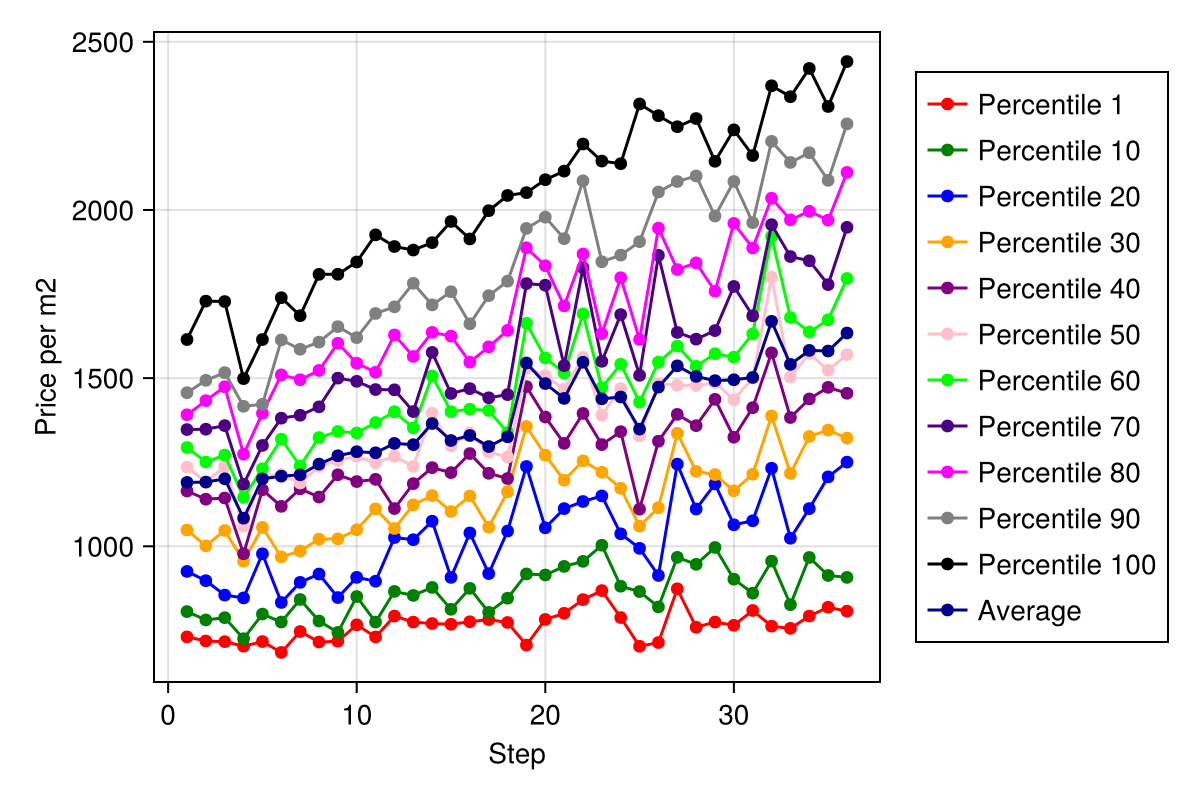 2500
2000
1500
1000
Price per m2
0 10 20 30
Step
Percentile 1
Percentile 10
Percentile 20
Percentile 30
Percentile 40
Percentile 50
Percentile 60
Percentile 70
Percentile 80
Percentile 90
Percentile 100
Average